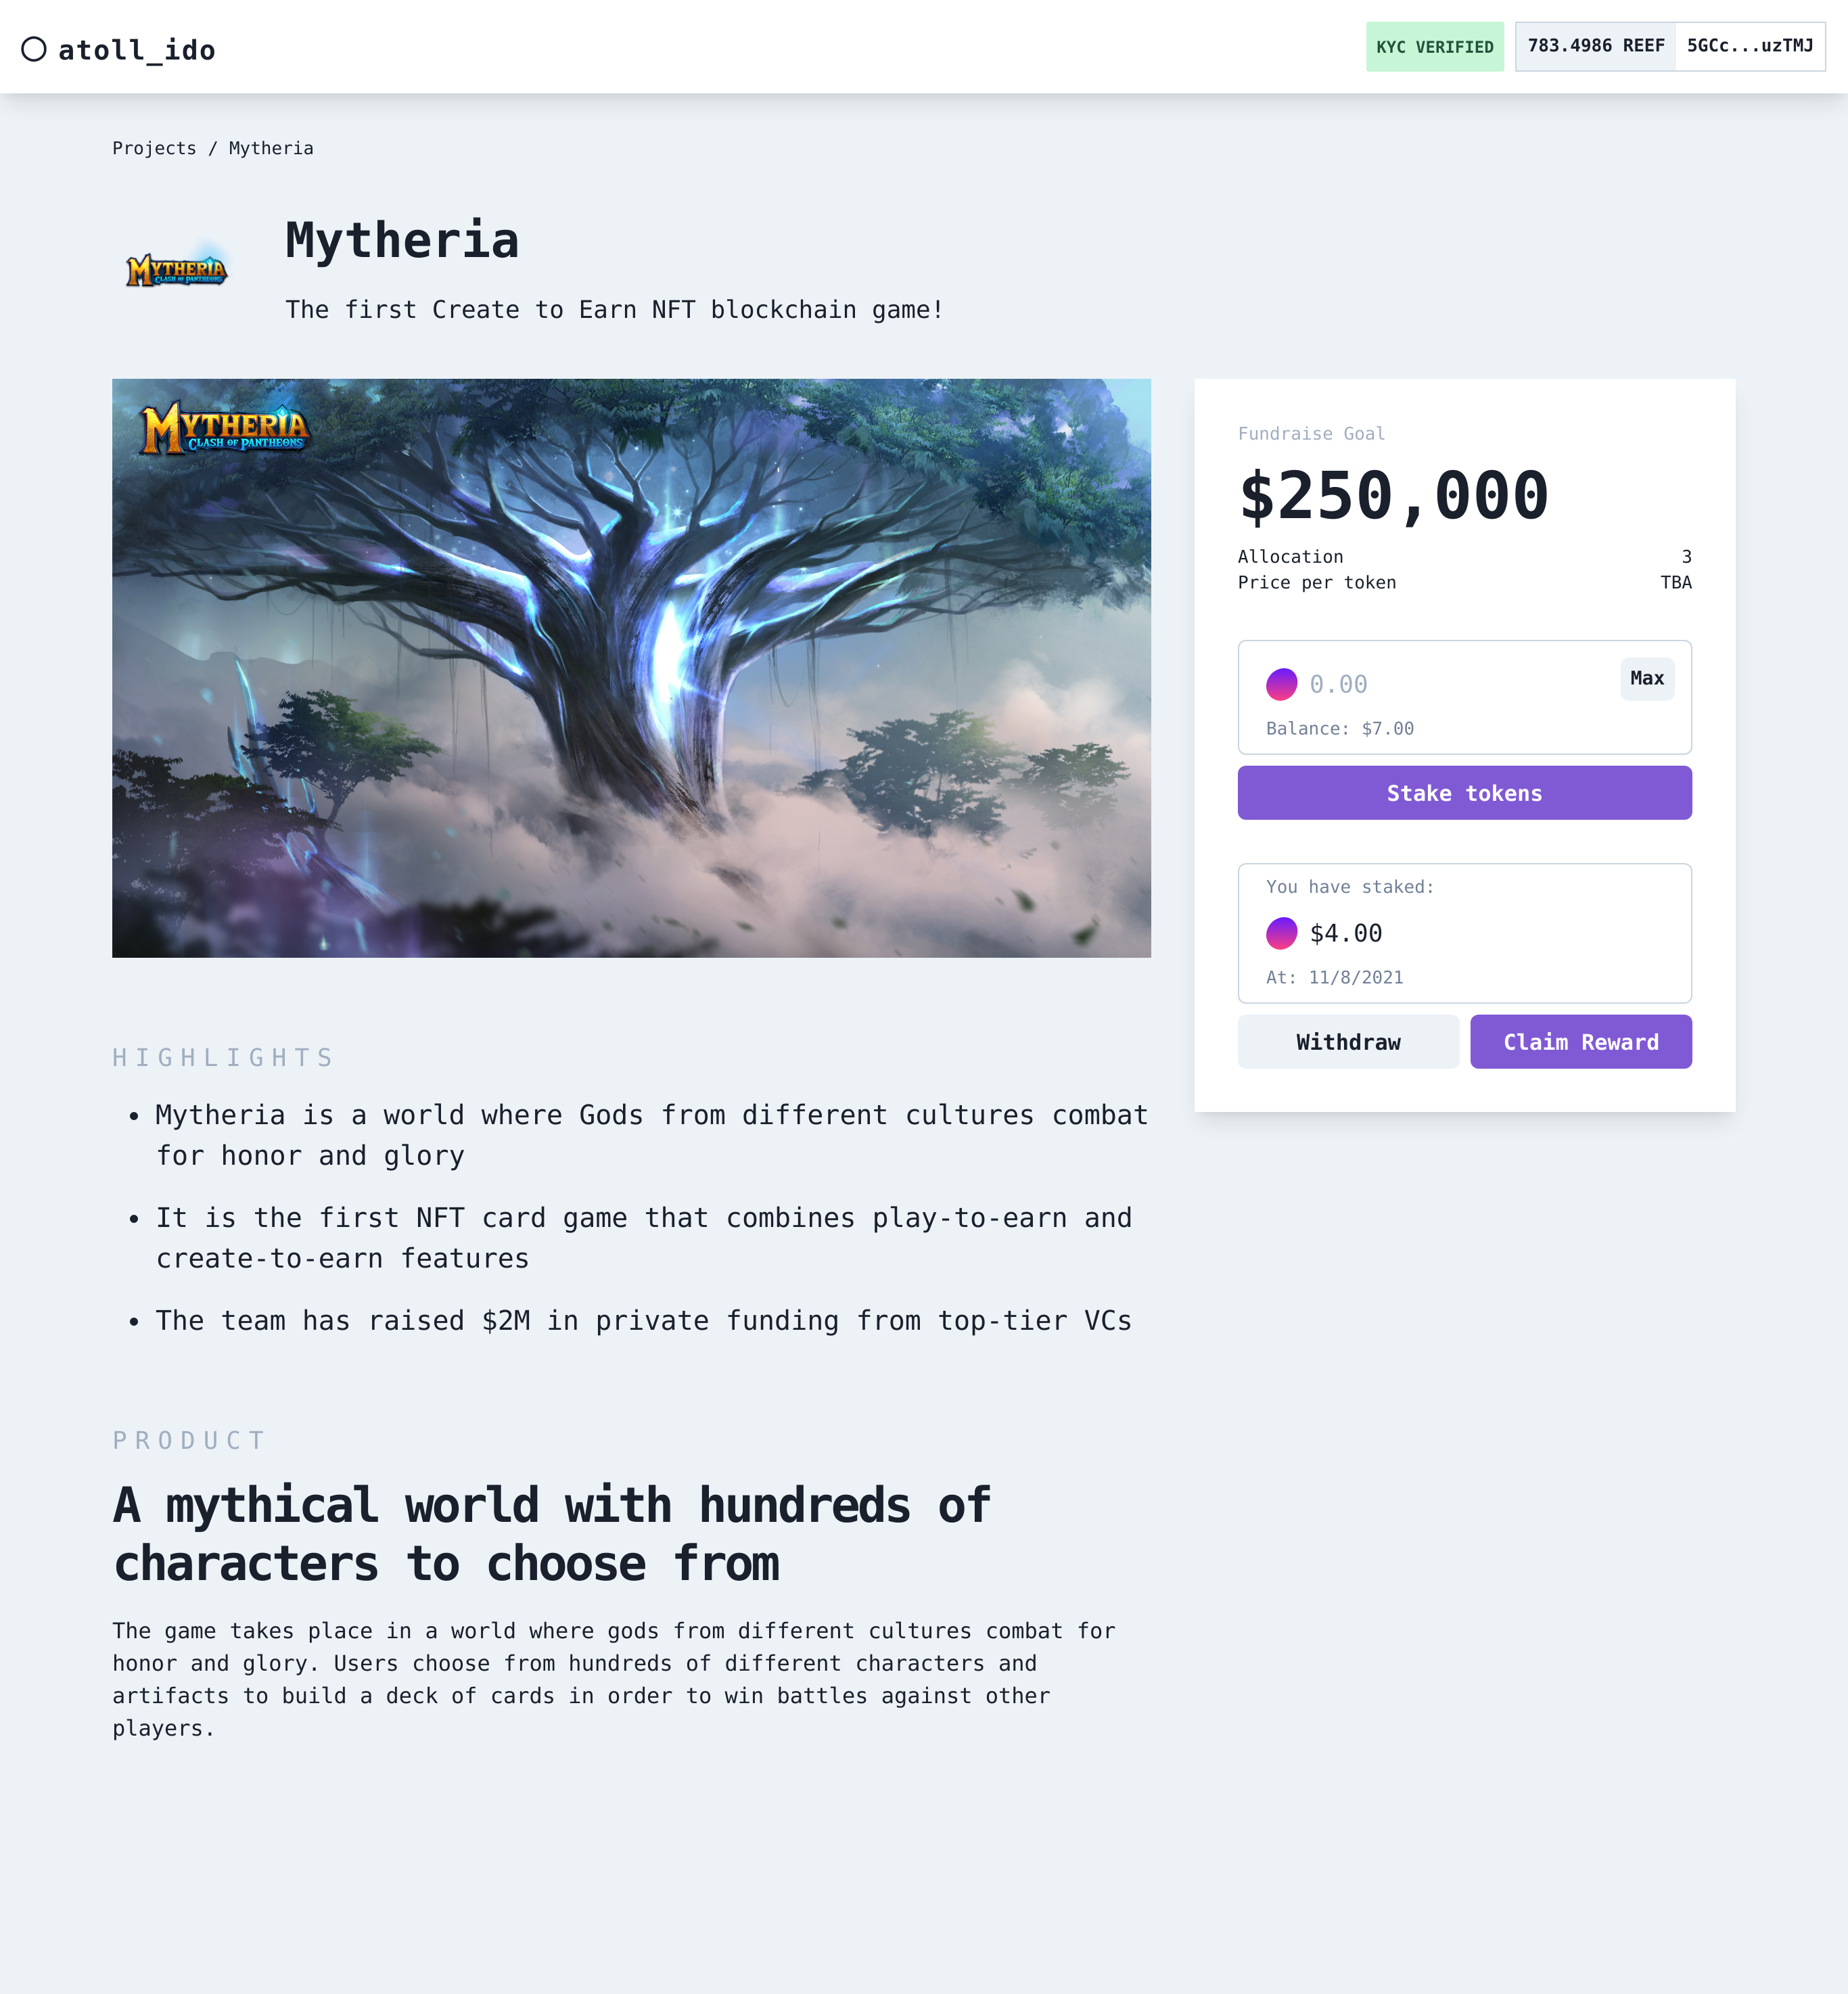 atoll_ido
KYC VERIFIED
783.4986 REEF
5GCc...uzTMJ
Projects / Mytheria
MYTHERIA
CLASH OF PANTHEONS
Mytheria
The first Create to Earn NFT blockchain game!
MYTHERIA
CLASH OF PANTHEONS
Fundraise Goal
$250,000
Allocation 3
Price per token TBA
0.00
Max
Balance: $7.00
Stake tokens
You have staked:
$4.00
At: 11/8/2021
Withdraw
Claim Reward
HIGHLIGHTS
• Mytheria is a world where Gods from different cultures combat
for honor and glory
• It is the first NFT card game that combines play-to-earn and
create-to-earn features
• The team has raised $2M in private funding from top-tier VCs
PRODUCT
A mythical world with hundreds of
characters to choose from
The game takes place in a world where gods from different cultures combat for
honor and glory. Users choose from hundreds of different characters and
artifacts to build a deck of cards in order to win battles against other
players.